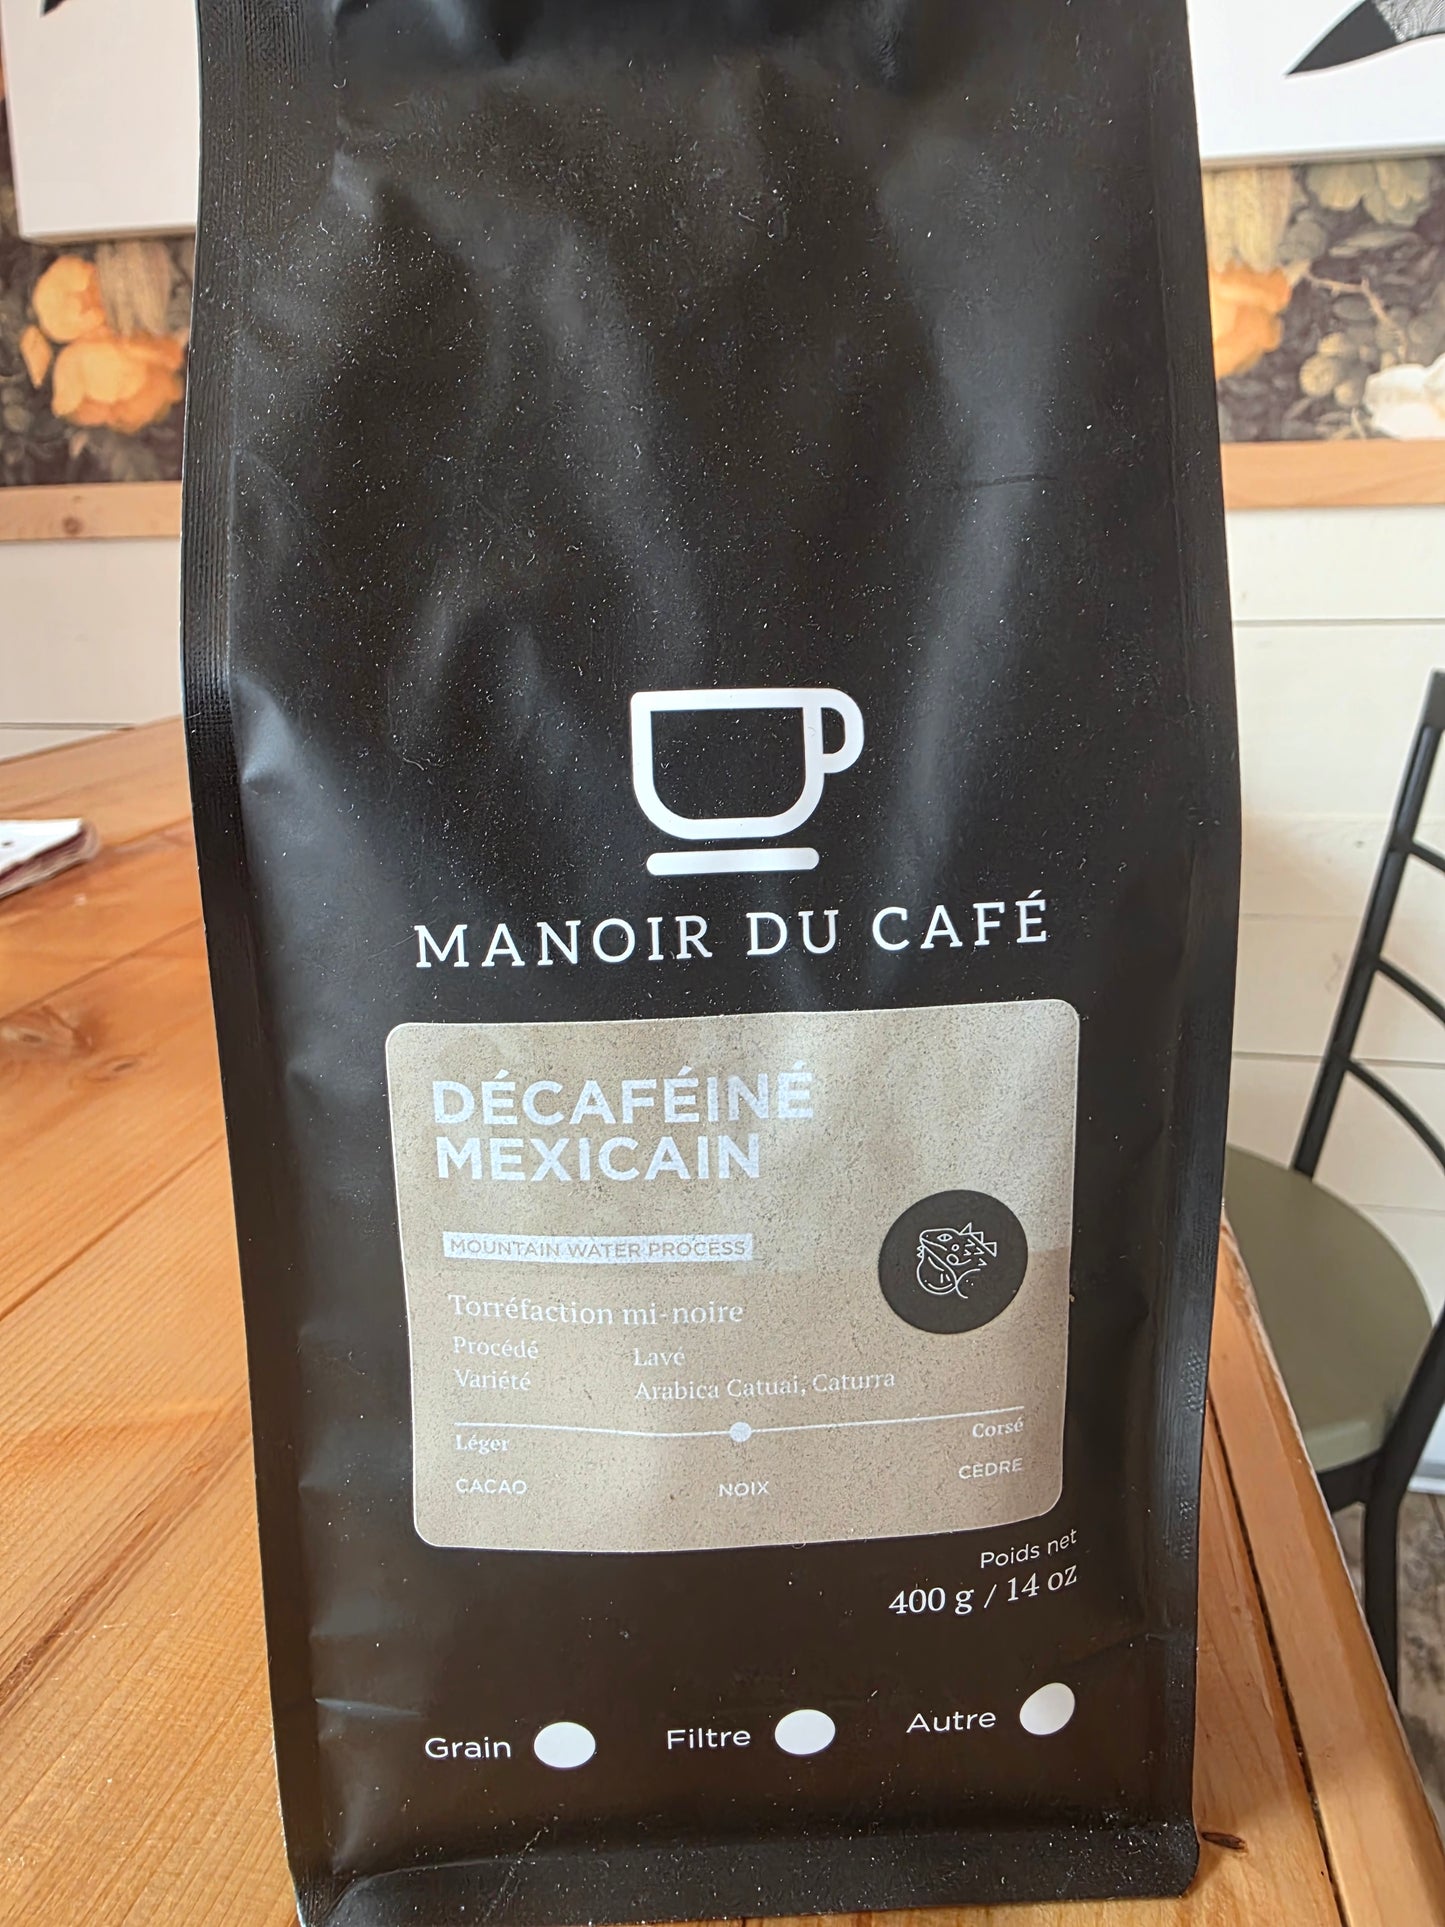 MANOIR DU CAFÉ
DÉCAFÉINÉ
MEXICAIN
MOUNTAIN WATER PROCESS
Torréfaction mi-noire
Procédé Lavé
Variété Arabica Catuai, Caturra
Léger Corsé
CACAO NOIX CÈDRE
Poids net
400 g / 14 oz
Grain Filtre Autre